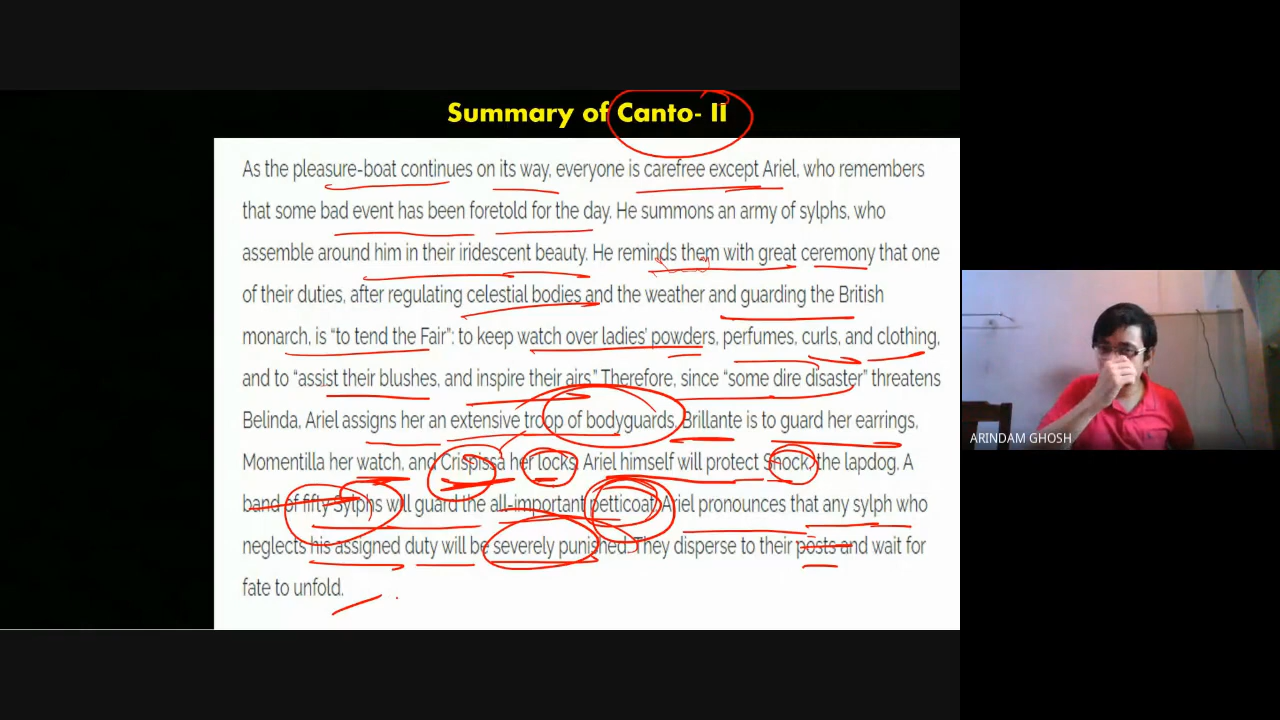 Summary of Canto- II
As the pleasure-boat continues on its way, everyone is carefree except Ariel, who remembers
that some bad event has been foretold for the day. He summons an army of sylphs, who
assemble around him in their iridescent beauty. He reminds them with great ceremony that one
of their duties, after regulating celestial bodies and the weather and guarding the British
monarch, is “to tend the Fair”: to keep watch over ladies’ powders, perfumes, curls, and clothing,
and to “assist their blushes, and inspire their airs.” Therefore, since “some dire disaster” threatens
Belinda, Ariel assigns her an extensive troop of bodyguards. Brillante is to guard her earrings,
Momentilla her watch, and Crispissa her locks. Ariel himself will protect Shock, the lapdog. A
band of fifty Sylphs will guard the all-important petticoat. Ariel pronounces that any sylph who
neglects his assigned duty will be severely punished. They disperse to their posts and wait for
fate to unfold.
ARINDAM GHOSH